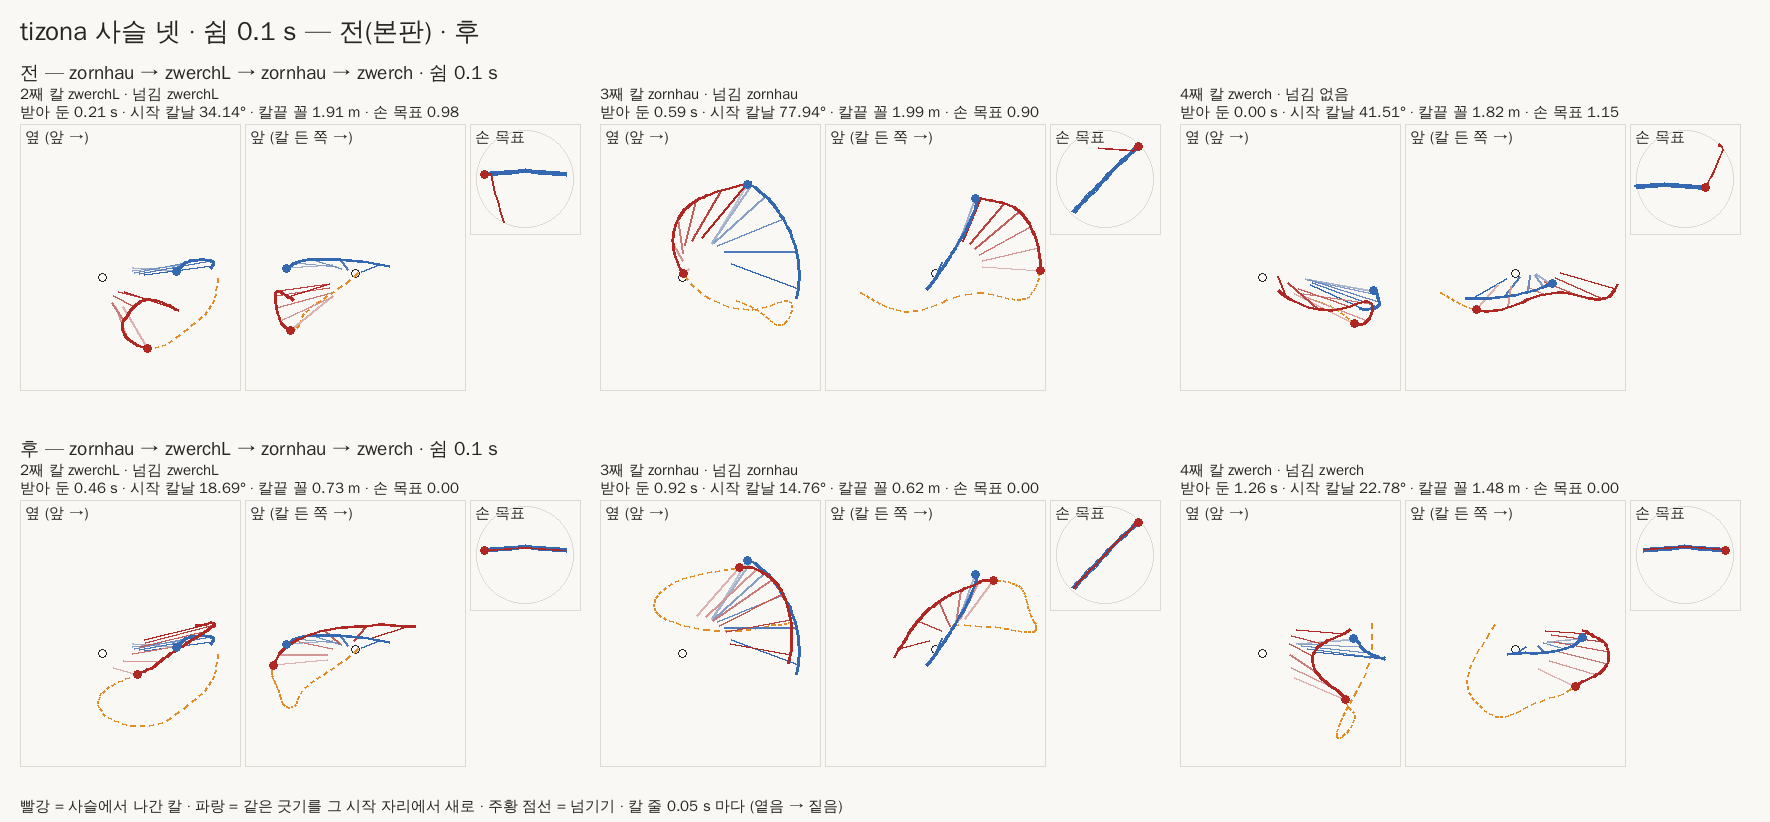 tizona 사슬 넷 · 쉼 0.1 s — 전(본판) · 후
전 — zornhau → zwerchL → zornhau → zwerch · 쉼 0.1 s
2째 칼 zwerchL · 넘김 zwerchL
받아 둔 0.21 s · 시작 칼날 34.14° · 칼끝 꼴 1.91 m · 손 목표 0.98
옆 (앞 →)
앞 (칼 든 쪽 →)
손 목표
3째 칼 zornhau · 넘김 zornhau
받아 둔 0.59 s · 시작 칼날 77.94° · 칼끝 꼴 1.99 m · 손 목표 0.90
옆 (앞 →)
앞 (칼 든 쪽 →)
손 목표
4째 칼 zwerch · 넘김 없음
받아 둔 0.00 s · 시작 칼날 41.51° · 칼끝 꼴 1.82 m · 손 목표 1.15
옆 (앞 →)
앞 (칼 든 쪽 →)
손 목표
후 — zornhau → zwerchL → zornhau → zwerch · 쉼 0.1 s
2째 칼 zwerchL · 넘김 zwerchL
받아 둔 0.46 s · 시작 칼날 18.69° · 칼끝 꼴 0.73 m · 손 목표 0.00
옆 (앞 →)
앞 (칼 든 쪽 →)
손 목표
3째 칼 zornhau · 넘김 zornhau
받아 둔 0.92 s · 시작 칼날 14.76° · 칼끝 꼴 0.62 m · 손 목표 0.00
옆 (앞 →)
앞 (칼 든 쪽 →)
손 목표
4째 칼 zwerch · 넘김 zwerch
받아 둔 1.26 s · 시작 칼날 22.78° · 칼끝 꼴 1.48 m · 손 목표 0.00
옆 (앞 →)
앞 (칼 든 쪽 →)
손 목표
빨강 = 사슬에서 나간 칼 · 파랑 = 같은 긋기를 그 시작 자리에서 새로 · 주황 점선 = 넘기기 · 칼 줄 0.05 s 마다 (옅음 → 짙음)